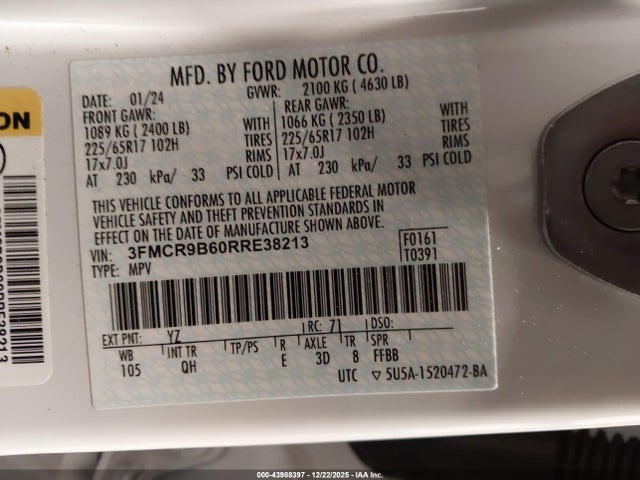 MFD. BY FORD MOTOR CO.
DATE: 01/24 GVWR: 2100 KG ( 4630 LB)
FRONT GAWR: REAR GAWR:
1089 KG ( 2400 LB) WITH 1066 KG ( 2350 LB) WITH
225/65R17 102H TIRES 225/65R17 102H TIRES
17x7.0J RIMS 17x7.0J RIMS
AT 230 kPa/ 33 PSI COLD AT 230 kPa/ 33 PSI COLD
THIS VEHICLE CONFORMS TO ALL APPLICABLE FEDERAL MOTOR
VEHICLE SAFETY AND THEFT PREVENTION STANDARDS IN
EFFECT ON THE DATE OF MANUFACTURE SHOWN ABOVE.
VIN: 3FMCR9B60RRE38213 F0161
TYPE: MPV T0391
EXT PNT: YZ RC: 71 DSO:
WB INT TR TP/PS R AXLE TR SPR
105 QH E 3D 8 FFBB
UTC ▽ 5U5A-1520472-BA
ON
000-43988397 - 12/22/2025 - IAAI, Inc.